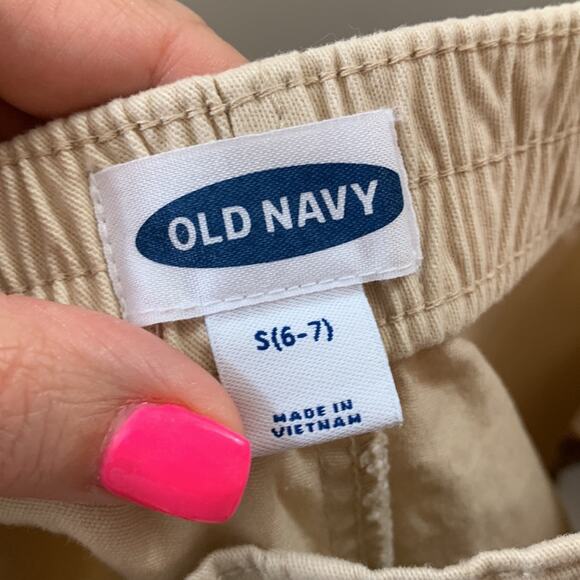 OLD NAVY
S(6-7)
MADE IN
VIETNAM